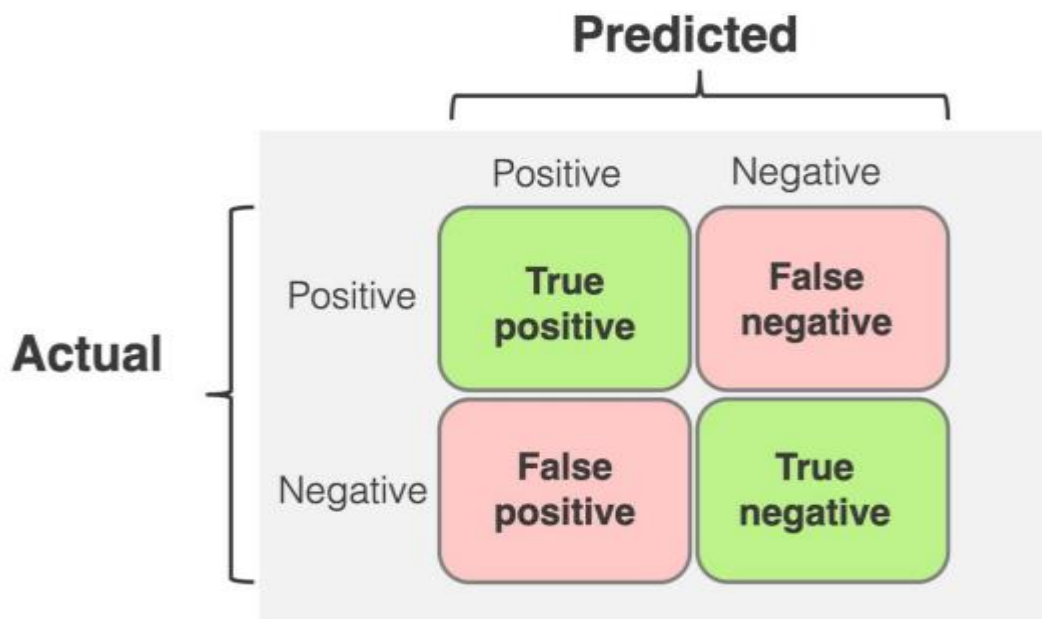 Predicted
Positive Negative
Positive
True
positive
False
negative
Actual
Negative
False
positive
True
negative